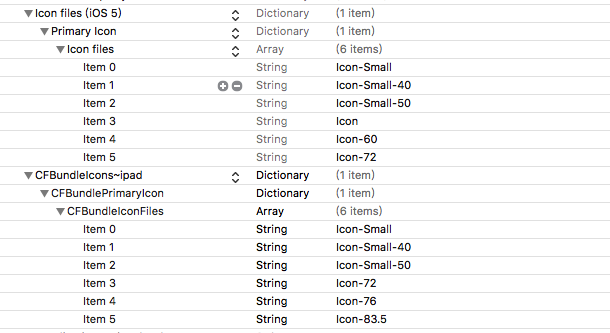 Icon files (iOS 5) Dictionary (1 item)
Primary Icon Dictionary (1 item)
Icon files Array (6 items)
Item 0 String Icon-Small
Item 1 String Icon-Small-40
Item 2 String Icon-Small-50
Item 3 String Icon
Item 4 String Icon-60
Item 5 String Icon-72
CFBundleIcons~ipad Dictionary (1 item)
CFBundlePrimaryIcon Dictionary (1 item)
CFBundleIconFiles Array (6 items)
Item 0 String Icon-Small
Item 1 String Icon-Small-40
Item 2 String Icon-Small-50
Item 3 String Icon-72
Item 4 String Icon-76
Item 5 String Icon-83.5